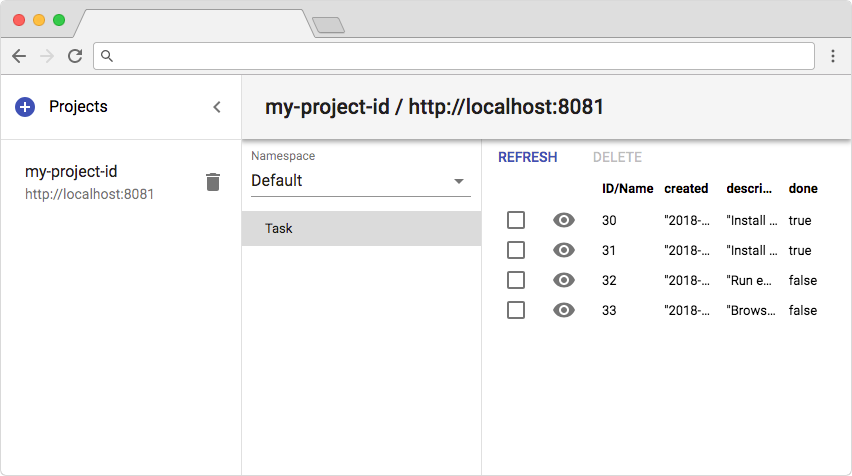 Projects
my-project-id / http://localhost:8081
my-project-id
http://localhost:8081
Namespace
Default
Task
REFRESH DELETE
ID/Name created descri... done
30 "2018-... "Install ... true
31 "2018-... "Install ... true
32 "2018-... "Run e... false
33 "2018-... "Brows... false